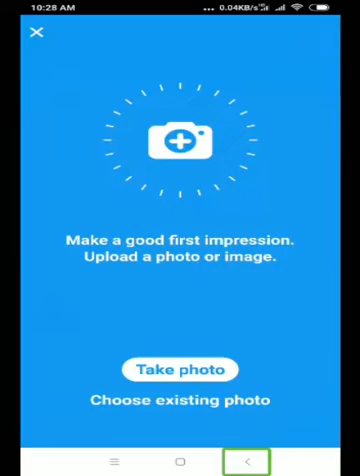 10:28 AM
... 0.04KB/s
Make a good first impression.
Upload a photo or image.
Take photo
Choose existing photo